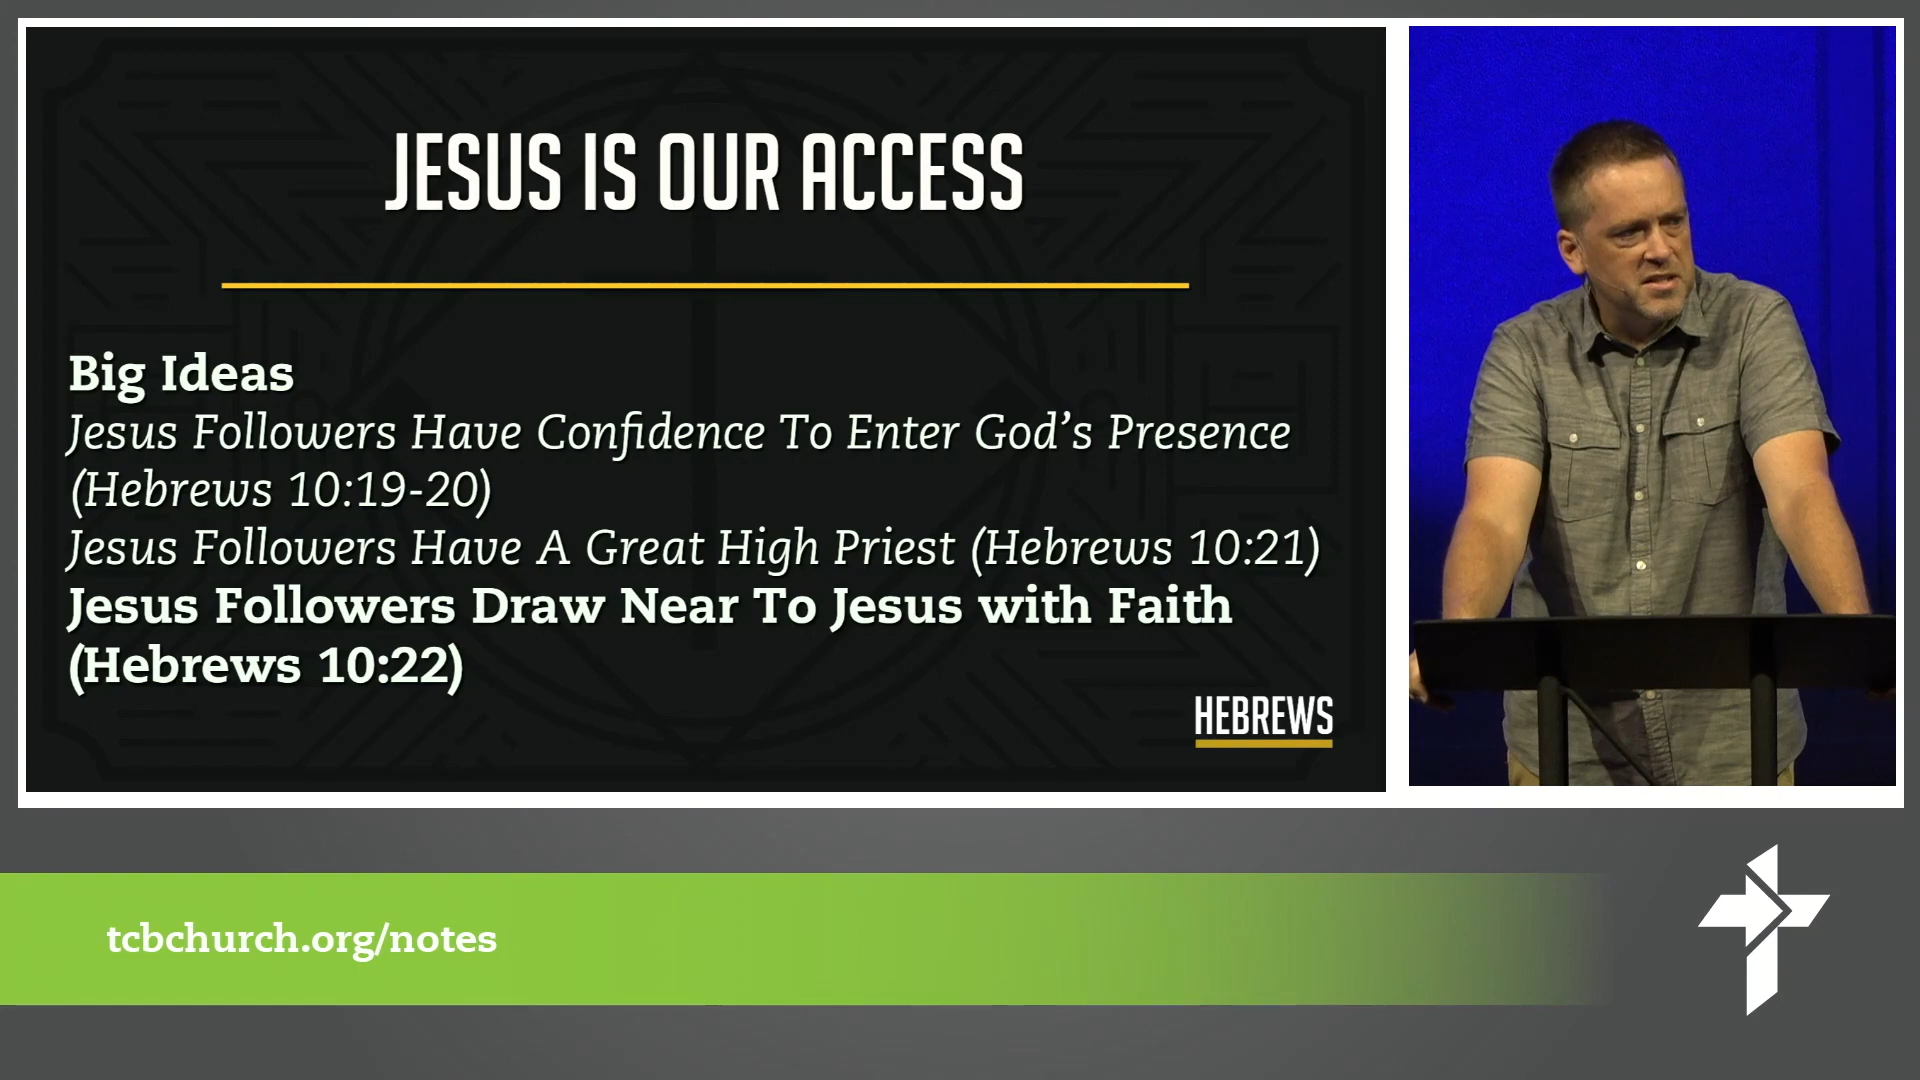 JESUS IS OUR ACCESS
Big Ideas
Jesus Followers Have Confidence To Enter God’s Presence
(Hebrews 10:19-20)
Jesus Followers Have A Great High Priest (Hebrews 10:21)
Jesus Followers Draw Near To Jesus with Faith
(Hebrews 10:22)
HEBREWS
tcbchurch.org/notes